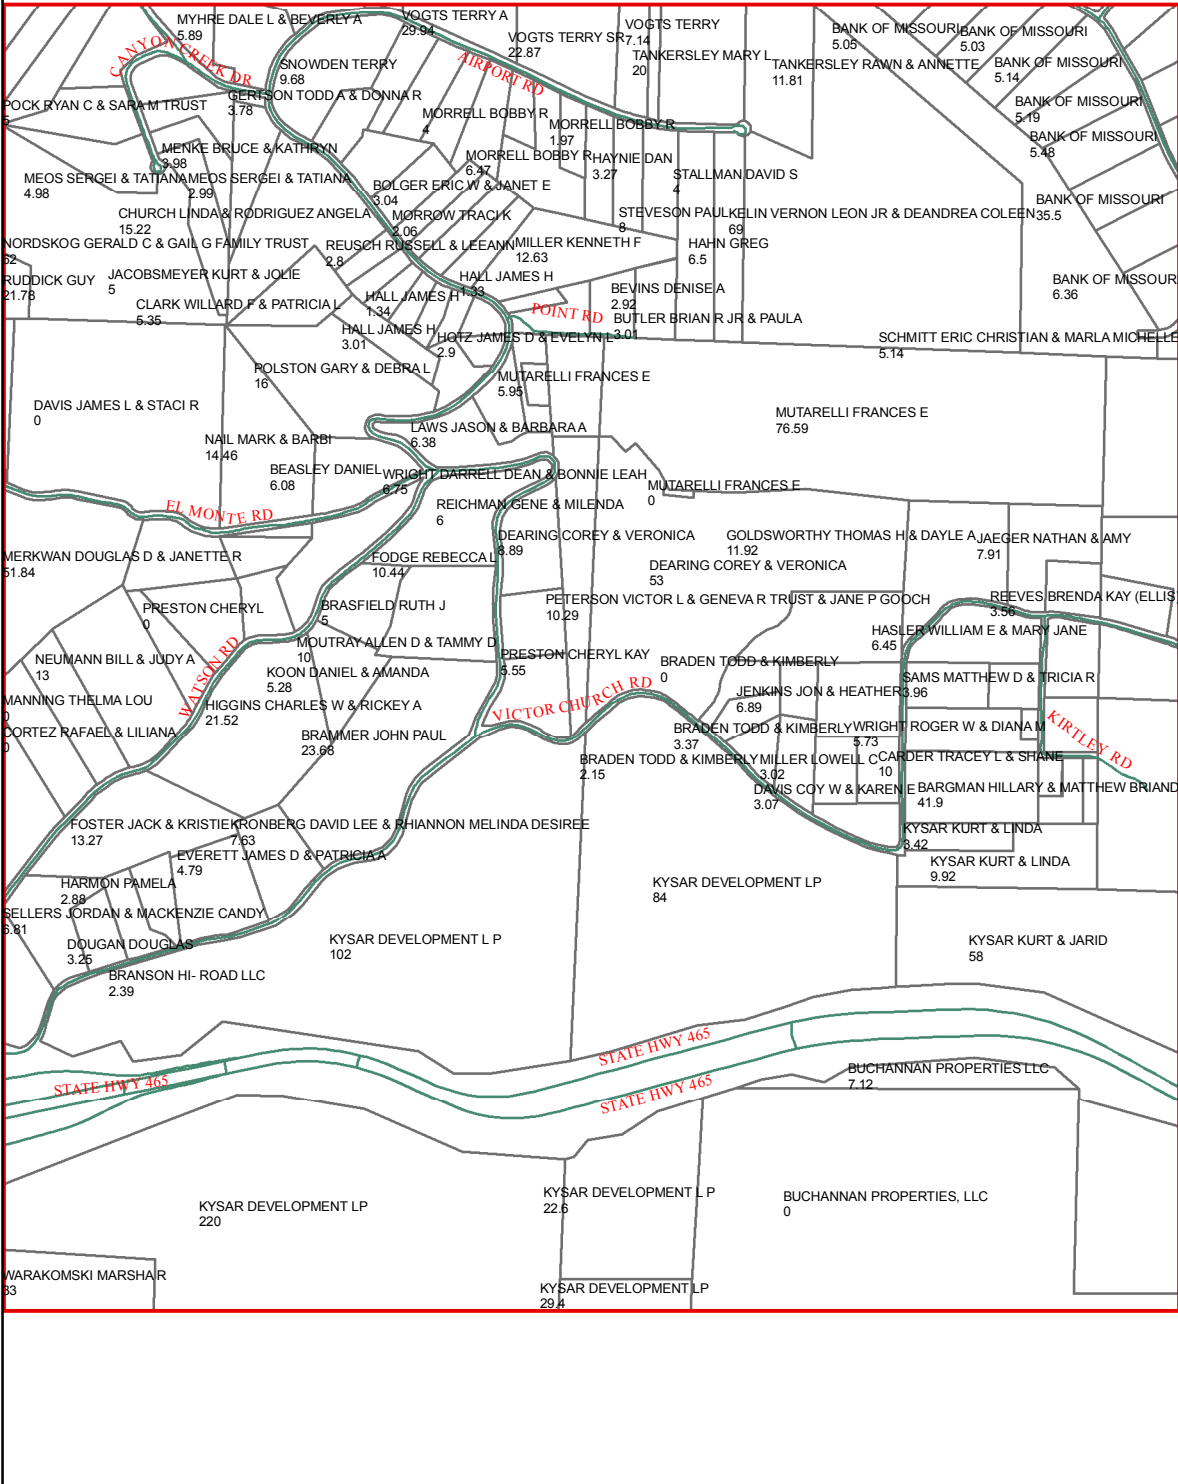 MYHRE DALE L & BEVERLY A
5.89
VOGTS TERRY A
29.94
VOGTS TERRY SR
22.87
VOGTS TERRY
7.14
TANKERSLEY MARY L
20
BANK OF MISSOURI
5.05
BANK OF MISSOURI
5.03
TANKERSLEY RAWN & ANNETTE
11.81
BANK OF MISSOURI
5.14
CANYON CREEK DR
AIRPORT RD
SNOWDEN TERRY
9.68
GERTSON TODD A & DONNA R
3.78
POCK RYAN C & SARA M TRUST
5
MORRELL BOBBY R
4
MORRELL BOBBY R
1.97
BANK OF MISSOURI
5.19
BANK OF MISSOURI
5.48
MENKE BRUCE & KATHRYN
3.98
MORRELL BOBBY R
6.47
HAYNIE DAN
3.27
STALLMAN DAVID S
4
MEOS SERGEI & TATIANA
4.98
MEOS SERGEI & TATIANA
2.99
BOLGER ERIC W & JANET E
3.04
BANK OF MISSOURI
35.5
CHURCH LINDA & RODRIGUEZ ANGELA
15.22
MORROW TRACI K
2.06
STEVESON PAUL
8
KELIN VERNON LEON JR & DEANDREA COLEEN
69
NORDSKOG GERALD C & GAIL G FAMILY TRUST
62
REUSCH RUSSELL & LEEANN
2.8
MILLER KENNETH F
12.63
HAHN GREG
6.5
RUDDICK GUY
21.78
JACOBSMEYER KURT & JOLIE
5
HALL JAMES H
1.33
BANK OF MISSOUR
6.36
CLARK WILLARD F & PATRICIA L
5.35
HALL JAMES H
1.34
BEVINS DENISE A
2.92
POINT RD
BUTLER BRIAN R JR & PAULA
3.01
HALL JAMES H
3.01
HOTZ JAMES D & EVELYN L
2.9
SCHMITT ERIC CHRISTIAN & MARLA MICHELLE
5.14
POLSTON GARY & DEBRA L
16
MUTARELLI FRANCES E
5.95
DAVIS JAMES L & STACI R
0
MUTARELLI FRANCES E
76.59
NAIL MARK & BARBI
14.46
LAWS JASON & BARBARA A
6.38
BEASLEY DANIEL
6.08
WRIGHT DARRELL DEAN & BONNIE LEAH
6.75
MUTARELLI FRANCES E
0
EL MONTE RD
REICHMAN GENE & MILENDA
6
DEARING COREY & VERONICA
8.89
GOLDSWORTHY THOMAS H & DAYLE A
11.92
JAEGER NATHAN & AMY
7.91
MERKWAN DOUGLAS D & JANETTE R
51.84
FODGE REBECCA L
10.44
DEARING COREY & VERONICA
53
PRESTON CHERYL
0
BRASFIELD RUTH J
5
PETERSON VICTOR L & GENEVA R TRUST & JANE P GOOCH
10.29
REEVES BRENDA KAY (ELLIS)
3.56
HASLER WILLIAM E & MARY JANE
6.45
MOUTRAY ALLEN D & TAMMY D
10
PRESTON CHERYL KAY
5.55
BRADEN TODD & KIMBERLY
0
NEUMANN BILL & JUDY A
13
WATSON RD
KOON DANIEL & AMANDA
5.28
SAMS MATTHEW D & TRICIA R
3.96
JENKINS JON & HEATHER
6.89
MANNING THELMA LOU
0
HIGGINS CHARLES W & RICKEY A
21.52
VICTOR CHURCH RD
CORTEZ RAFAEL & LILIANA
0
BRAMMER JOHN PAUL
23.68
BRADEN TODD & KIMBERLY
3.37
WRIGHT ROGER W & DIANA M
5.73
KIRTLEY RD
BRADEN TODD & KIMBERLY
2.15
MILLER LOWELL C
3.02
CARDER TRACEY L & SHANE
10
DAVIS COY W & KAREN E
3.07
BARGMAN HILLARY & MATTHEW BRIAND
41.9
FOSTER JACK & KRISTIE
13.27
KRONBERG DAVID LEE & RHIANNON MELINDA DESIREE
7.63
KYSAR KURT & LINDA
3.42
EVERETT JAMES D & PATRICIA A
4.79
KYSAR KURT & LINDA
9.92
HARMON PAMELA
2.88
KYSAR DEVELOPMENT LP
84
SELLERS JORDAN & MACKENZIE CANDY
6.81
DOUGAN DOUGLAS
3.25
KYSAR DEVELOPMENT L P
102
KYSAR KURT & JARID
58
BRANSON HI- ROAD LLC
2.39
STATE HWY 465
STATE HWY 465
STATE HWY 465
BUCHANNAN PROPERTIES LLC
7.12
KYSAR DEVELOPMENT LP
220
KYSAR DEVELOPMENT L P
22.6
BUCHANNAN PROPERTIES, LLC
0
WARAKOMSKI MARSHA R
33
KYSAR DEVELOPMENT LP
29.4